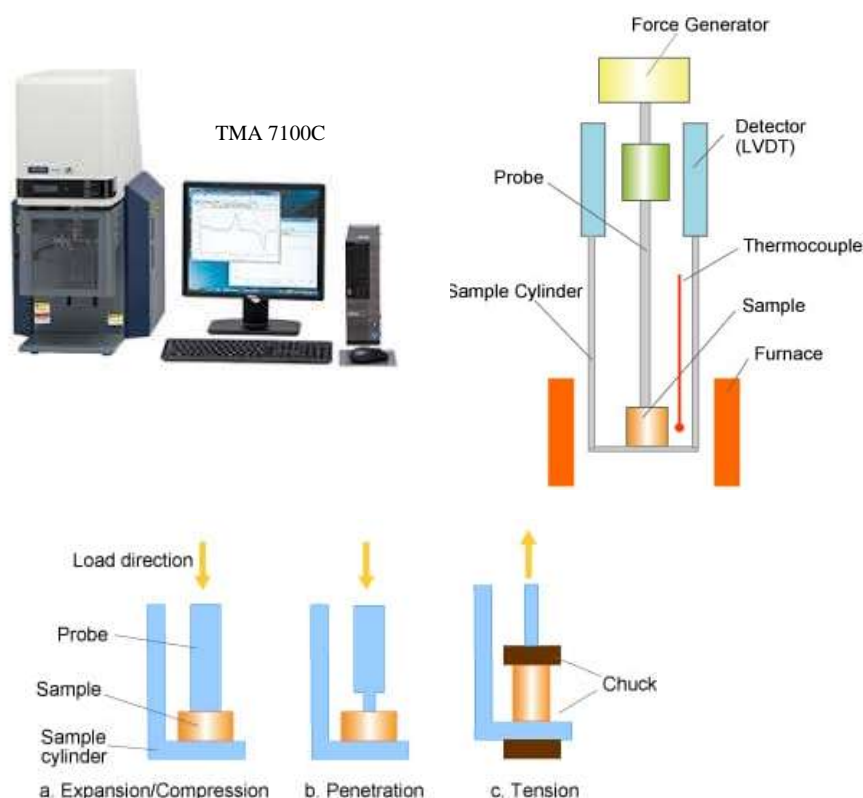 Force Generator
TMA 7100C
Detector
(LVDT)
Probe
Thermocouple
Sample Cylinder
Sample
Furnace
Load direction
Probe
Sample
Chuck
Sample
cylinder
a. Expansion/Compression
b. Penetration
c. Tension